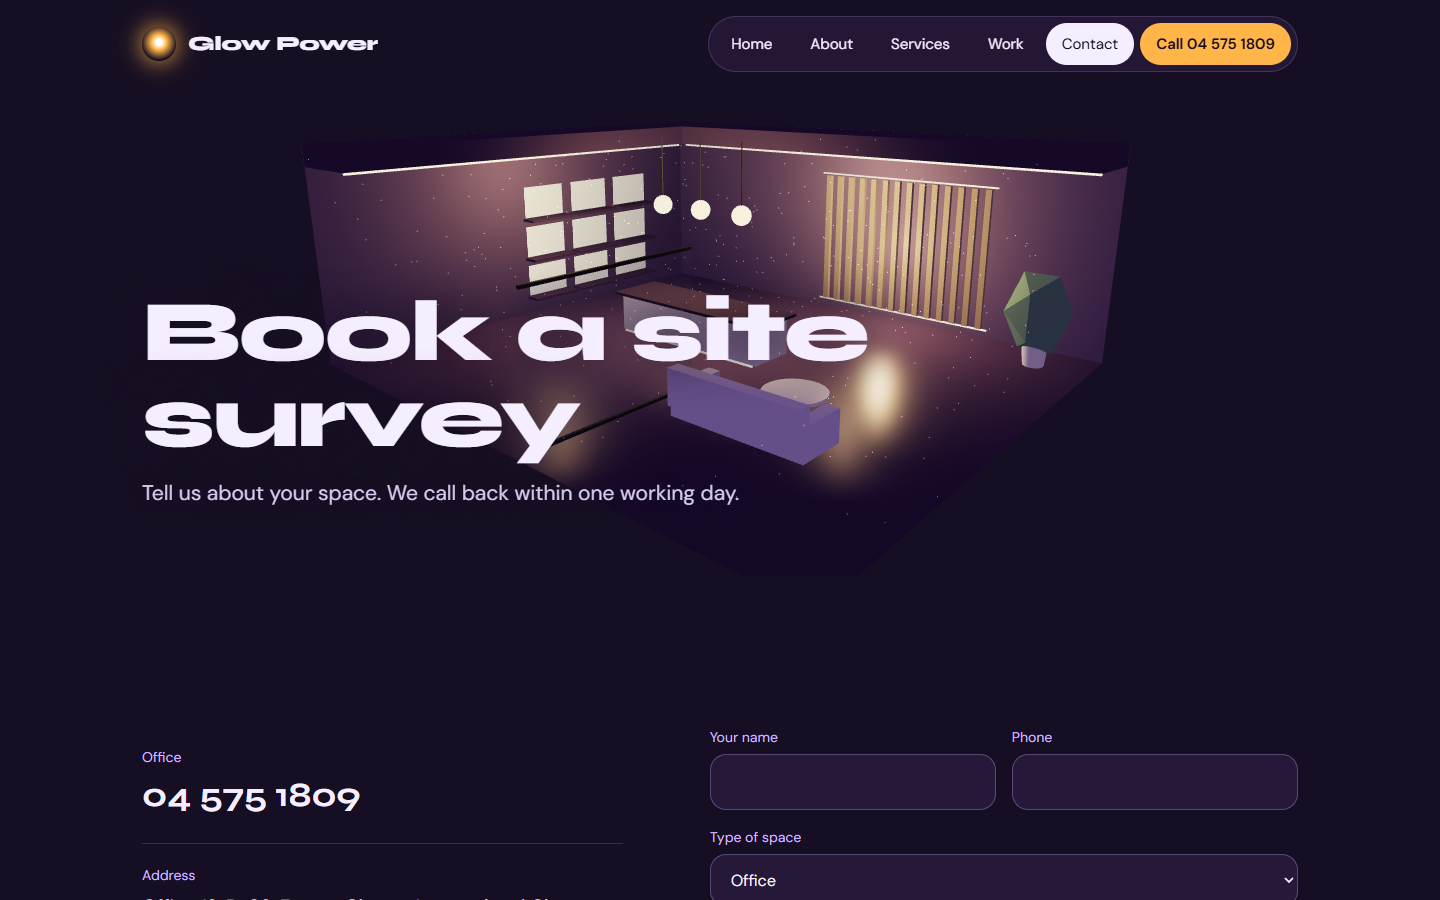 Glow Power
Home
About
Services
Work
Contact
Call 04 575 1809
Book a site
survey
Tell us about your space. We call back within one working day.
Office
04 575 1809
Address
Your name
Phone
Type of space
Office